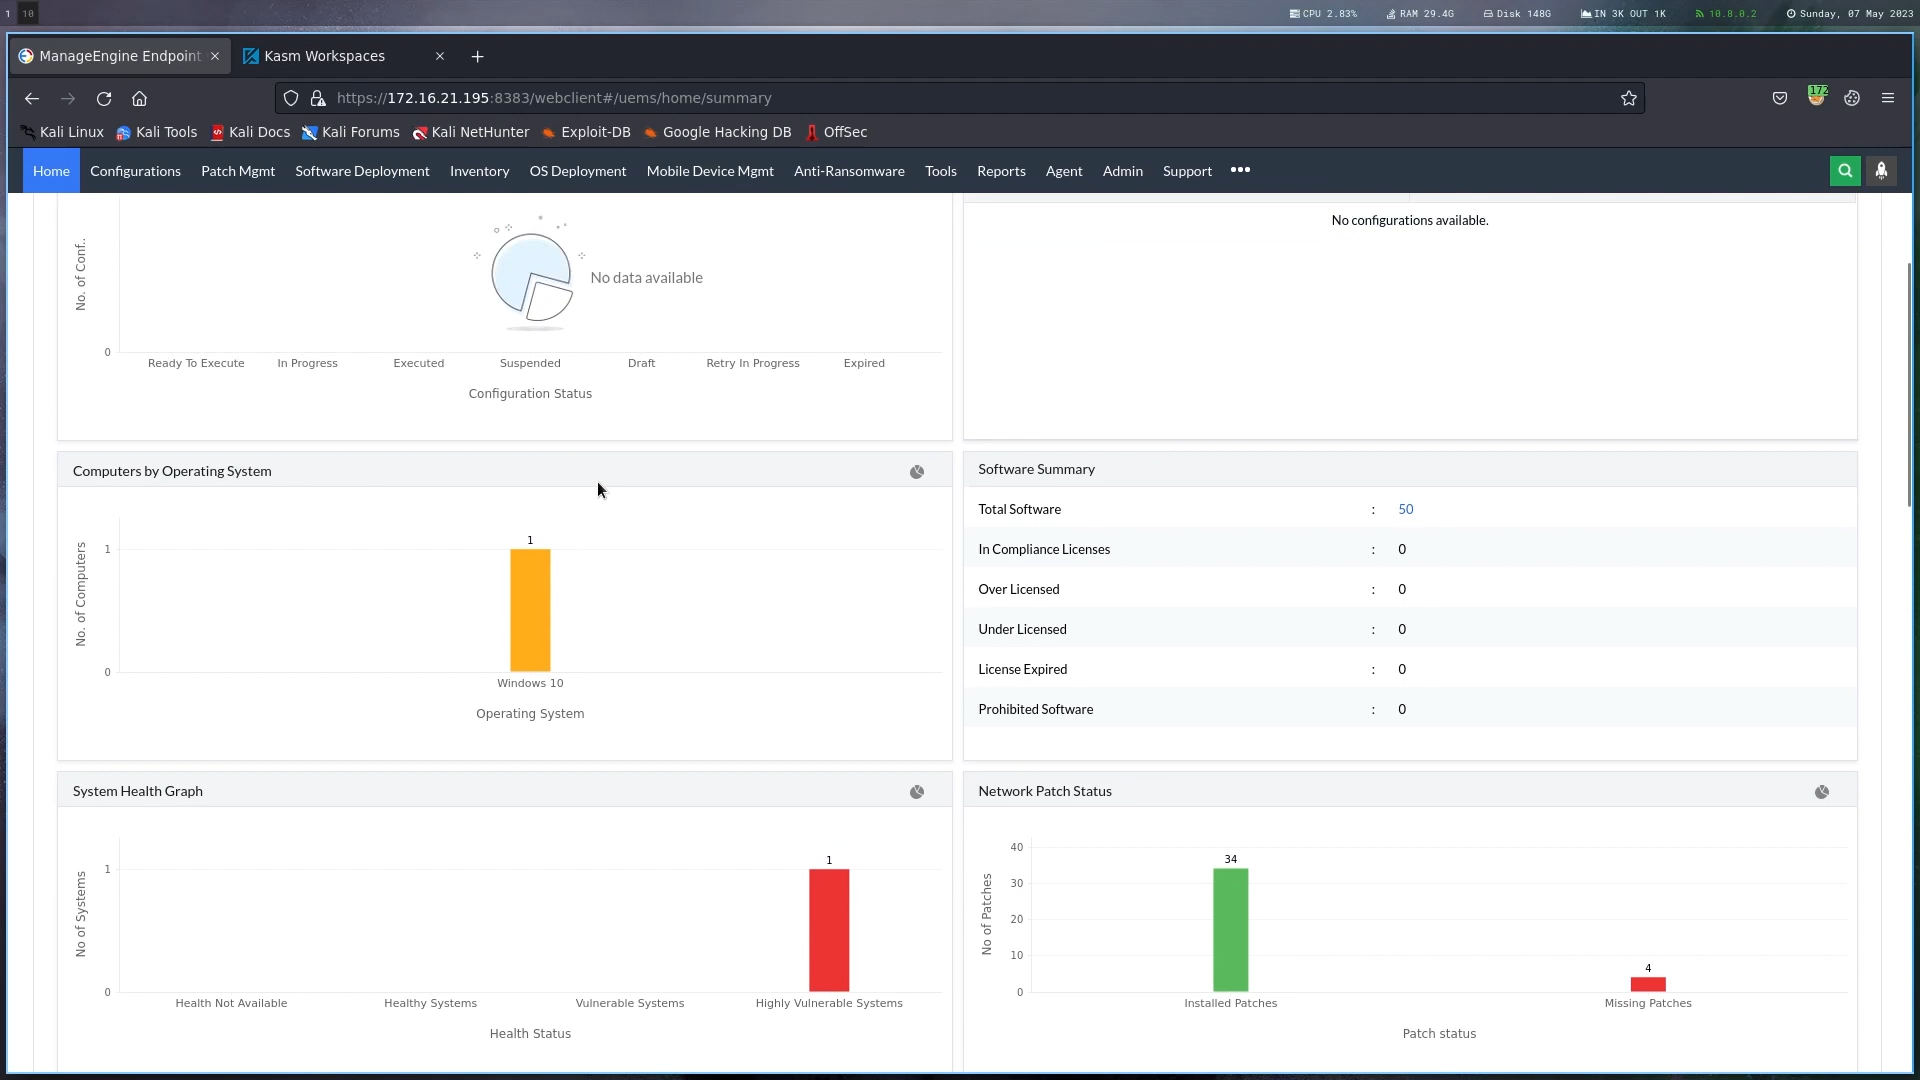 1 10 CPU 2.83% RAM 29.4G Disk 148G IN 3K OUT 1K 10.8.0.2 Sunday, 07 May 2023
ManageEngine Endpoint Kasm Workspaces
https://172.16.21.195:8383/webclient#/uems/home/summary 172
Kali Linux Kali Tools Kali Docs Kali Forums Kali NetHunter Exploit-DB Google Hacking DB OffSec
Home Configurations Patch Mgmt Software Deployment Inventory OS Deployment Mobile Device Mgmt Anti-Ransomware Tools Reports Agent Admin Support •••
No. of Conf..
No data available
0
Ready To Execute In Progress Executed Suspended Draft Retry In Progress Expired
Configuration Status
No configurations available.
Computers by Operating System
No. of Computers
1
1
0
Windows 10
Operating System
Software Summary
Total Software : 50
In Compliance Licenses : 0
Over Licensed : 0
Under Licensed : 0
License Expired : 0
Prohibited Software : 0
System Health Graph
No of Systems
1
1
0
Health Not Available Healthy Systems Vulnerable Systems Highly Vulnerable Systems
Health Status
Network Patch Status
No of Patches
40
34
30
20
10
4
0
Installed Patches Missing Patches
Patch status